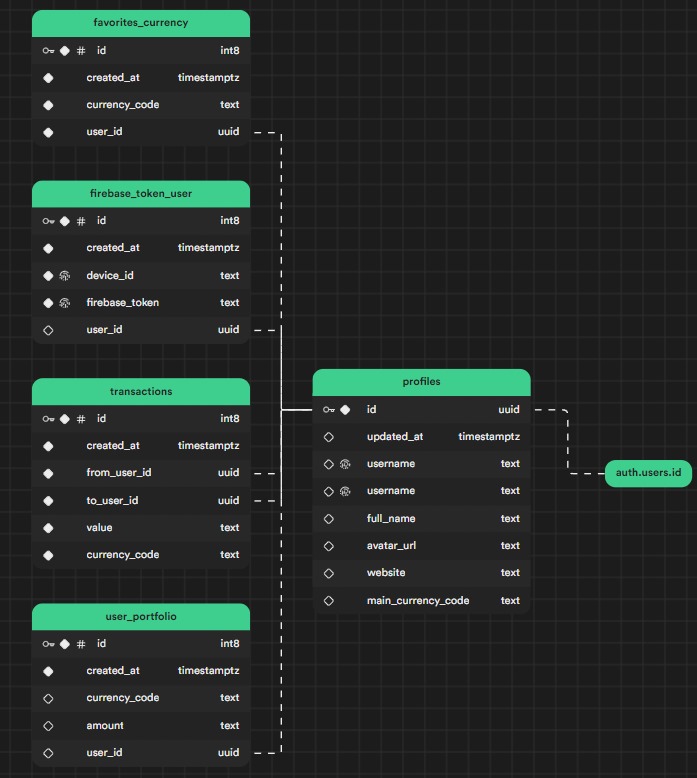 favorites_currency
# id int8
created_at timestamptz
currency_code text
user_id uuid
firebase_token_user
# id int8
created_at timestamptz
device_id text
firebase_token text
user_id uuid
transactions
# id int8
created_at timestamptz
from_user_id uuid
to_user_id uuid
value text
currency_code text
user_portfolio
# id int8
created_at timestamptz
currency_code text
amount text
user_id uuid
profiles
id uuid
updated_at timestamptz
username text
username text
full_name text
avatar_url text
website text
main_currency_code text
auth.users.id